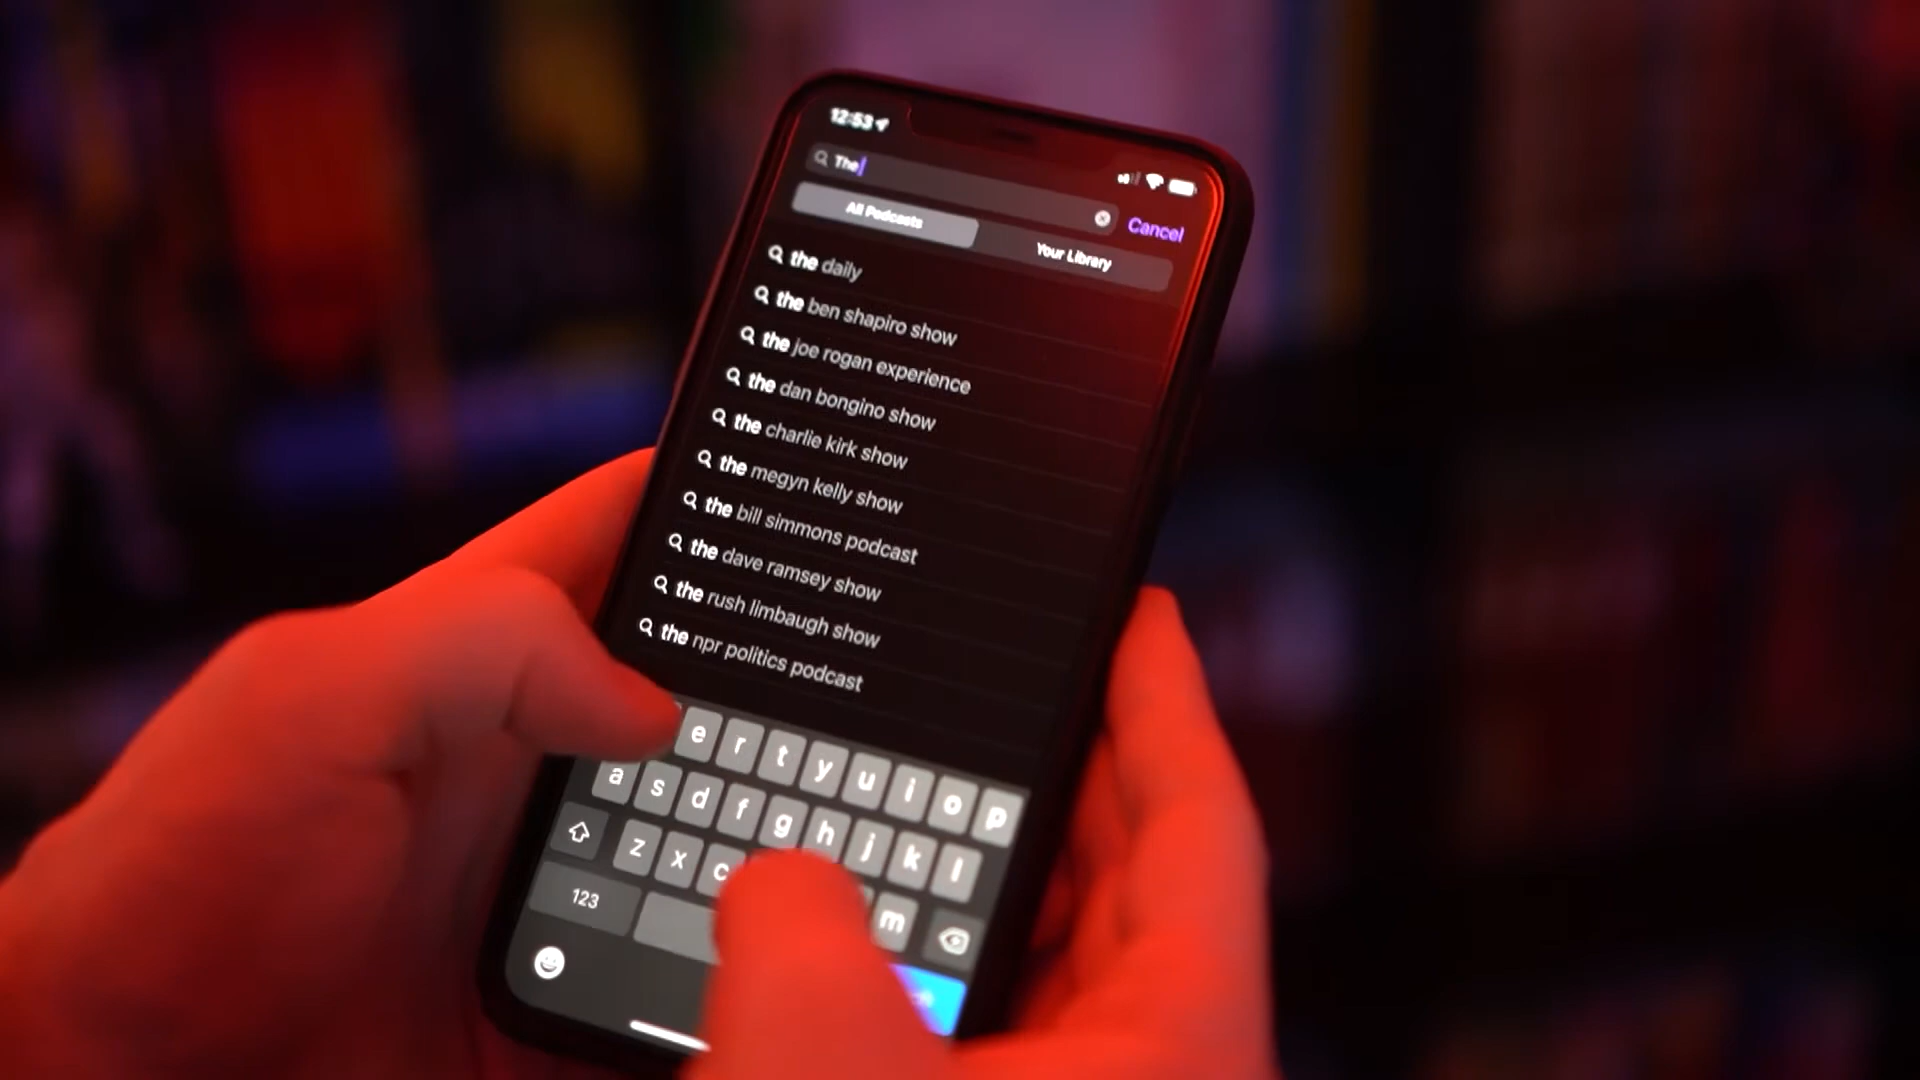 12:53
The
Cancel
All Podcasts
Your Library
the daily
the ben shapiro show
the joe rogan experience
the dan bongino show
the charlie kirk show
the megyn kelly show
the bill simmons podcast
the dave ramsey show
the rush limbaugh show
the npr politics podcast
e r t y u i o p
a s d f g h j k l
z x c m
123